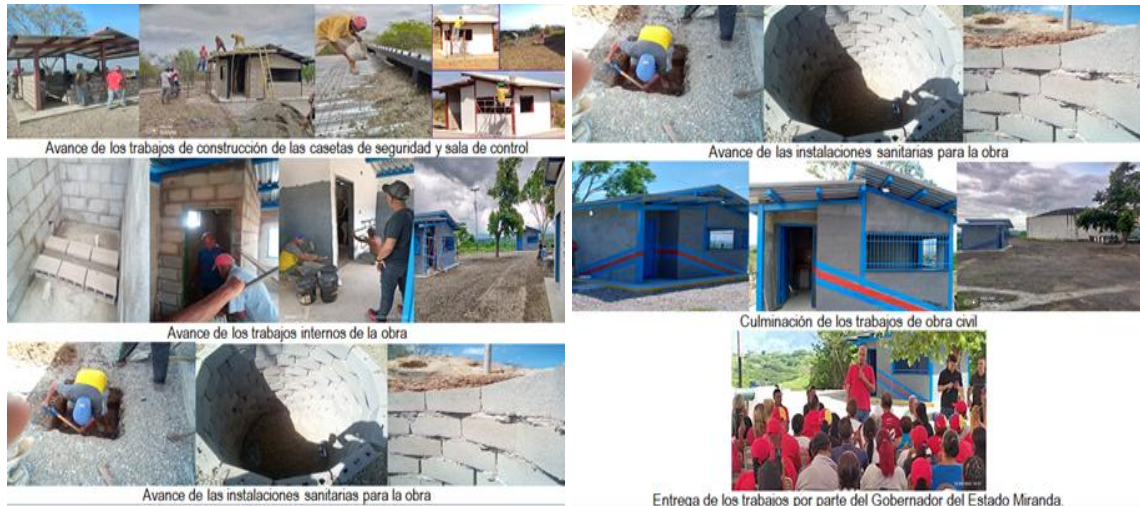 Avance de los trabajos de construcción de las casetas de seguridad y sala de control
Avance de los trabajos internos de la obra
Avance de las instalaciones sanitarias para la obra
Avance de las instalaciones sanitarias para la obra
Culminación de los trabajos de obra civil
Entrega de los trabajos por parte del Gobernador del Estado Miranda.